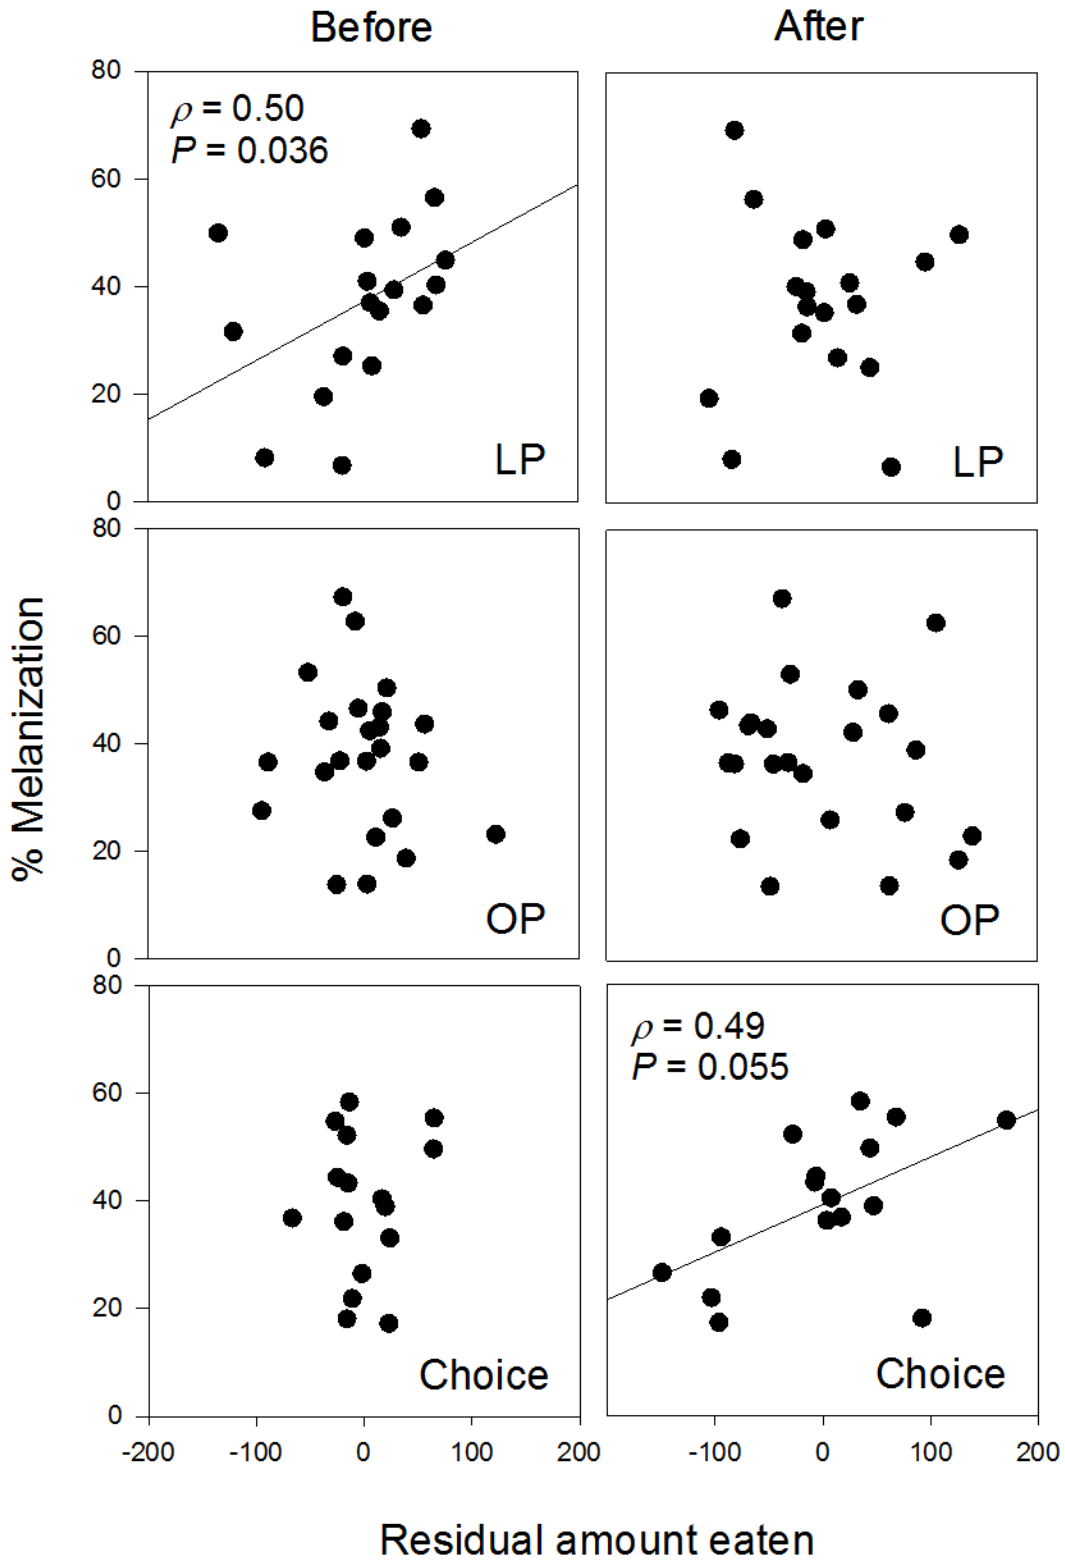 Before After
80
ρ = 0.50
P = 0.036
60
40
20
LP LP
0
80
60
40
20
OP OP
0
80
ρ = 0.49
P = 0.055
60
40
20
Choice Choice
0
-200 -100 0 100 200 -100 0 100 200
% Melanization
Residual amount eaten